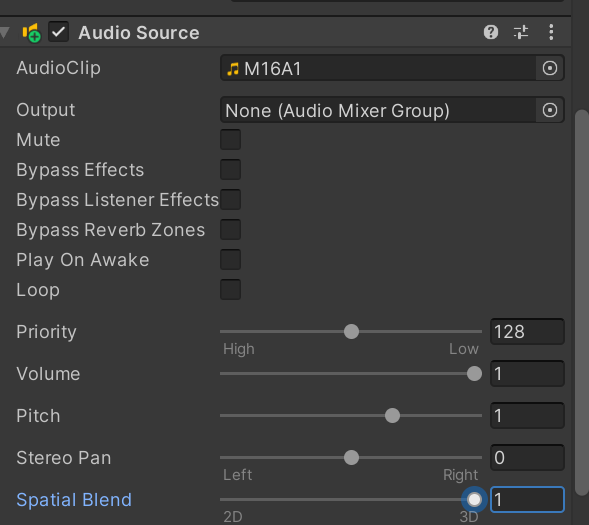 Audio Source
AudioClip M16A1
Output None (Audio Mixer Group)
Mute
Bypass Effects
Bypass Listener Effects
Bypass Reverb Zones
Play On Awake
Loop
Priority 128
High Low
Volume 1
Pitch 1
Stereo Pan 0
Left Right
Spatial Blend 1
2D 3D